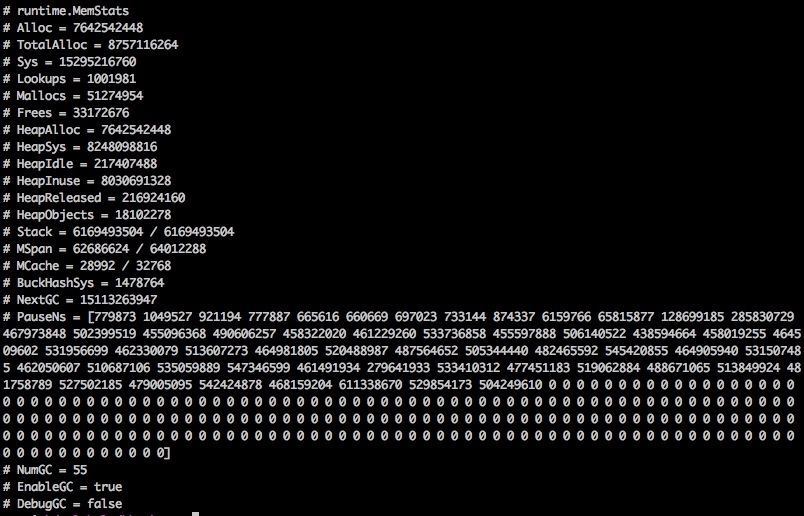 # runtime.MemStats
# Alloc = 7642542448
# TotalAlloc = 8757116264
# Sys = 15295216760
# Lookups = 1001981
# Mallocs = 51274954
# Frees = 33172676
# HeapAlloc = 7642542448
# HeapSys = 8248098816
# HeapIdle = 217407488
# HeapInuse = 8030691328
# HeapReleased = 216924160
# HeapObjects = 18102278
# Stack = 6169493504 / 6169493504
# MSpan = 62686624 / 64012288
# MCache = 28992 / 32768
# BuckHashSys = 1478764
# NextGC = 15113263947
# PauseNs = [779873 1049527 921194 777887 665616 660669 697023 733144 874337 6159766 65815877 128699185 285830729
467973848 502399519 455096368 490606257 458322020 461229260 533736858 455597888 506140522 438594664 458019255 4645
09602 531956699 462330079 513607273 464981805 520488987 487564652 505344440 482465592 545420855 464905940 53150748
5 462050607 510687106 535059889 547346599 461491934 279641933 533410312 477451183 519062884 488671065 513849924 48
1758789 527502185 479005095 542424878 468159204 611338670 529854173 504249610 0 0 0 0 0 0 0 0 0 0 0 0 0 0 0 0 0 0
0 0 0 0 0 0 0 0 0 0 0 0 0 0 0 0 0 0 0 0 0 0 0 0 0 0 0 0 0 0 0 0 0 0 0 0 0 0 0 0 0 0 0 0 0 0 0 0 0 0 0 0 0 0 0 0 0
0 0 0 0 0 0 0 0 0 0 0 0 0 0 0 0 0 0 0 0 0 0 0 0 0 0 0 0 0 0 0 0 0 0 0 0 0 0 0 0 0 0 0 0 0 0 0 0 0 0 0 0 0 0 0 0 0
0 0 0 0 0 0 0 0 0 0 0 0 0 0 0 0 0 0 0 0 0 0 0 0 0 0 0 0 0 0 0 0 0 0 0 0 0 0 0 0 0 0 0 0 0 0 0 0 0 0 0 0 0 0 0 0 0
0 0 0 0 0 0 0 0 0 0 0 0]
# NumGC = 55
# EnableGC = true
# DebugGC = false